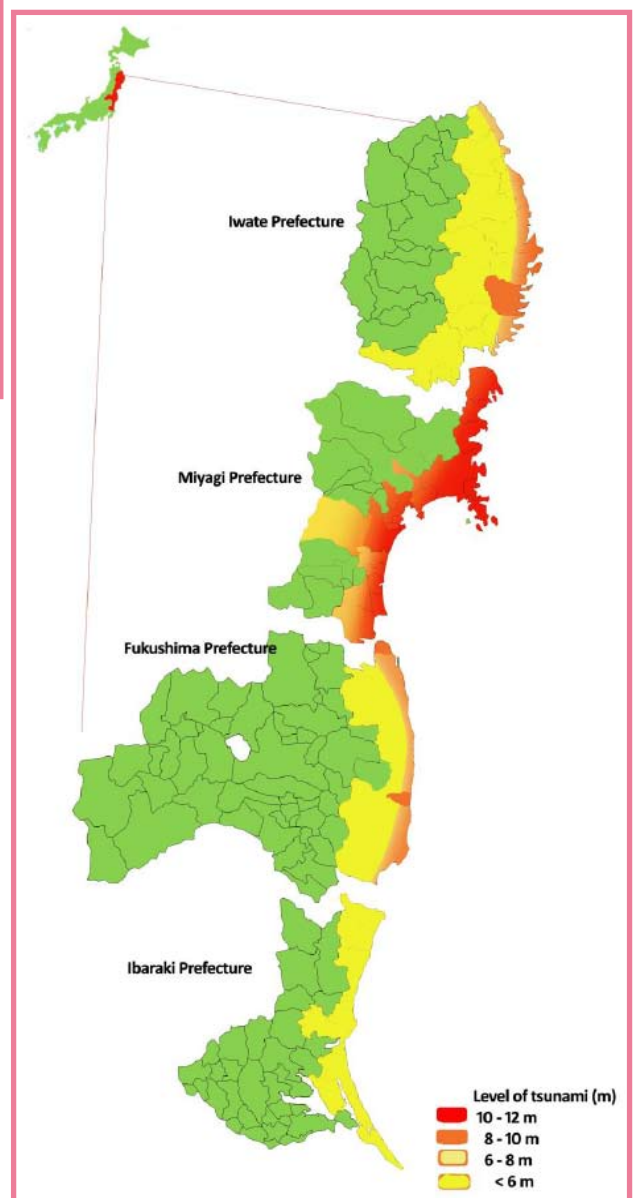 Iwate Prefecture
Miyagi Prefecture
Fukushima Prefecture
Ibaraki Prefecture
Level of tsunami (m)
10 - 12 m
8 - 10 m
6 - 8 m
< 6 m